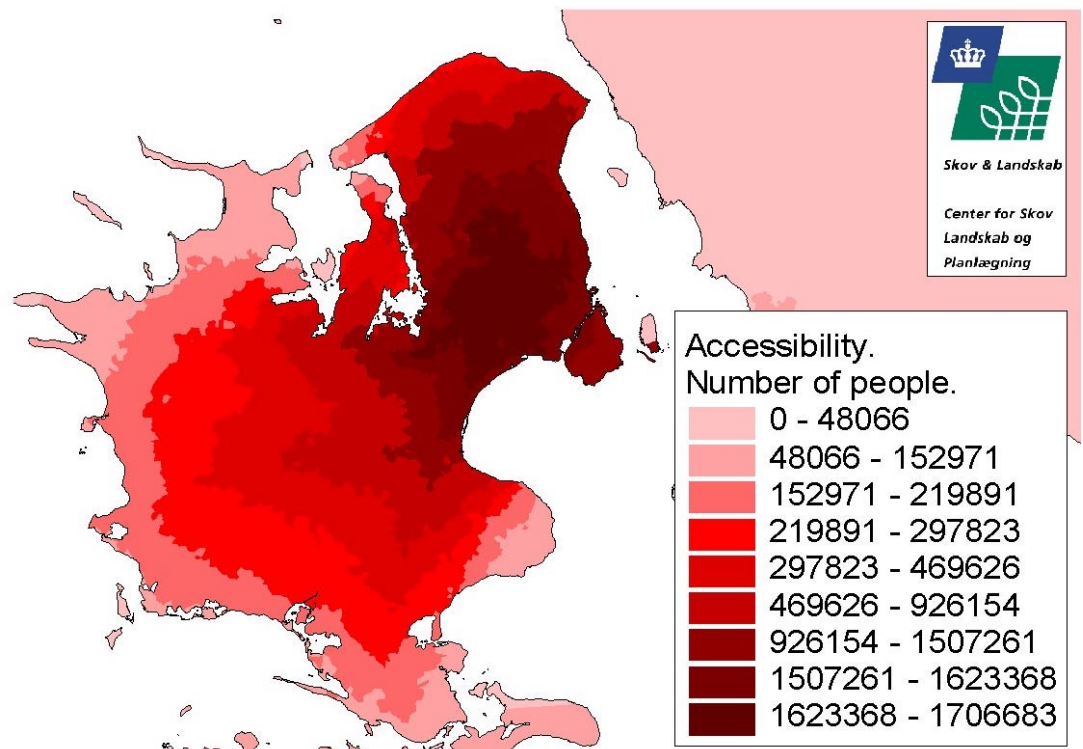 Skov & Landskab
Center for Skov
Landskab og
Planlægning
Accessibility.
Number of people.
0 - 48066
48066 - 152971
152971 - 219891
219891 - 297823
297823 - 469626
469626 - 926154
926154 - 1507261
1507261 - 1623368
1623368 - 1706683